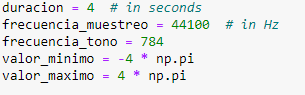 duracion = 4  # in seconds
frecuencia_muestreo = 44100  # in Hz
frecuencia_tono = 784
valor_minimo = -4 * np.pi
valor_maximo = 4 * np.pi